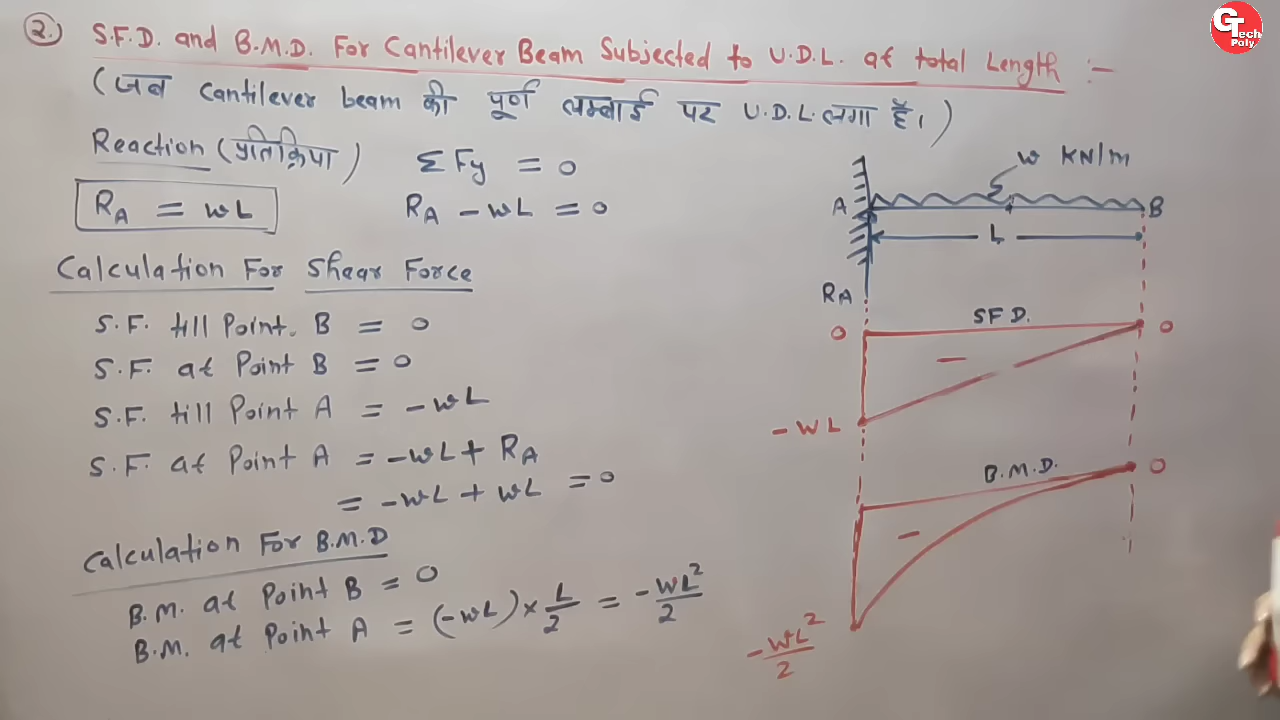 2. S.F.D. and B.M.D. For Cantilever Beam Subjected to U.D.L. at total Length :-
(जब Cantilever beam की पूर्ण लम्बाई पर U.D.L. लगा है।)
Reaction (प्रतिक्रिया) ΣFy = 0
RA = wL RA - wL = 0
Calculation For Shear Force
S.F. till Point B = 0
S.F. at Point B = 0
S.F. till Point A = -wL
S.F. at Point A = -wL + RA
= -wL + wL = 0
Calculation For B.M.D
B.M. at Point B = 0
B.M. at Point A = (-wL) × L/2 = -WL²/2
w KN/m
A B
L
RA
SFD.
0 0
-
-WL
B.M.D. 0
-
-WL²/2
GTech Poly